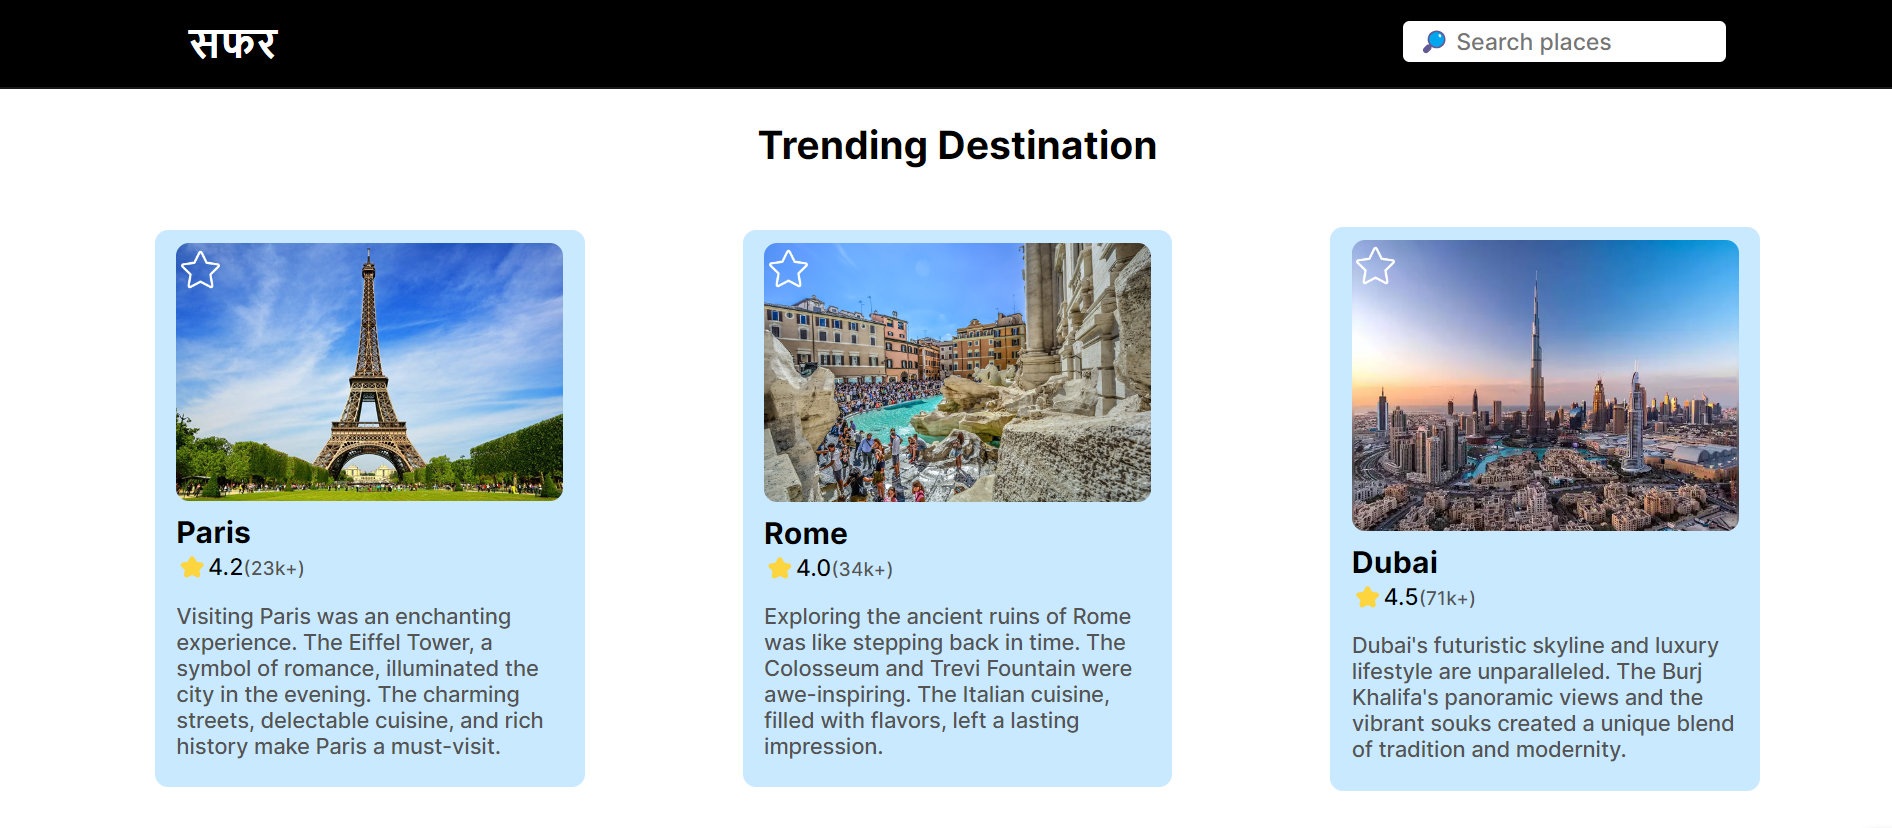 सफर
🔎 Search places
Trending Destination
Paris
4.2(23k+)
Visiting Paris was an enchanting
experience. The Eiffel Tower, a
symbol of romance, illuminated the
city in the evening. The charming
streets, delectable cuisine, and rich
history make Paris a must-visit.
Rome
4.0(34k+)
Exploring the ancient ruins of Rome
was like stepping back in time. The
Colosseum and Trevi Fountain were
awe-inspiring. The Italian cuisine,
filled with flavors, left a lasting
impression.
Dubai
4.5(71k+)
Dubai's futuristic skyline and luxury
lifestyle are unparalleled. The Burj
Khalifa's panoramic views and the
vibrant souks created a unique blend
of tradition and modernity.